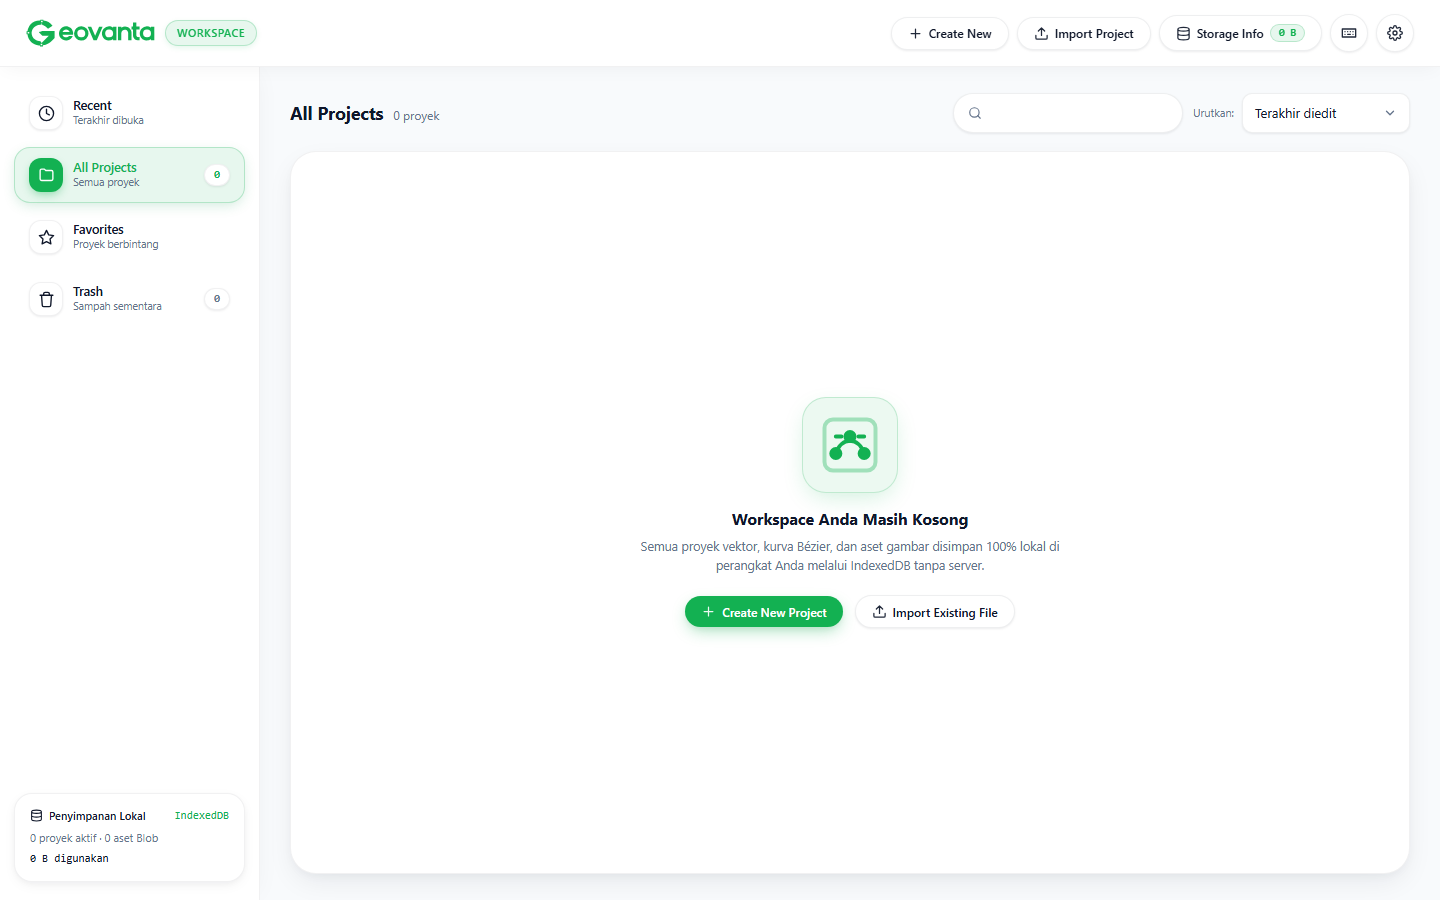 Geovanta
WORKSPACE
Create New
Import Project
Storage Info
0 B
Recent
Terakhir dibuka
All Projects
Semua proyek
0
Favorites
Proyek berbintang
Trash
Sampah sementara
0
Penyimpanan Lokal
IndexedDB
0 proyek aktif · 0 aset Blob
0 B digunakan
All Projects
0 proyek
Urutkan:
Terakhir diedit
Workspace Anda Masih Kosong
Semua proyek vektor, kurva Bézier, dan aset gambar disimpan 100% lokal di
perangkat Anda melalui IndexedDB tanpa server.
Create New Project
Import Existing File